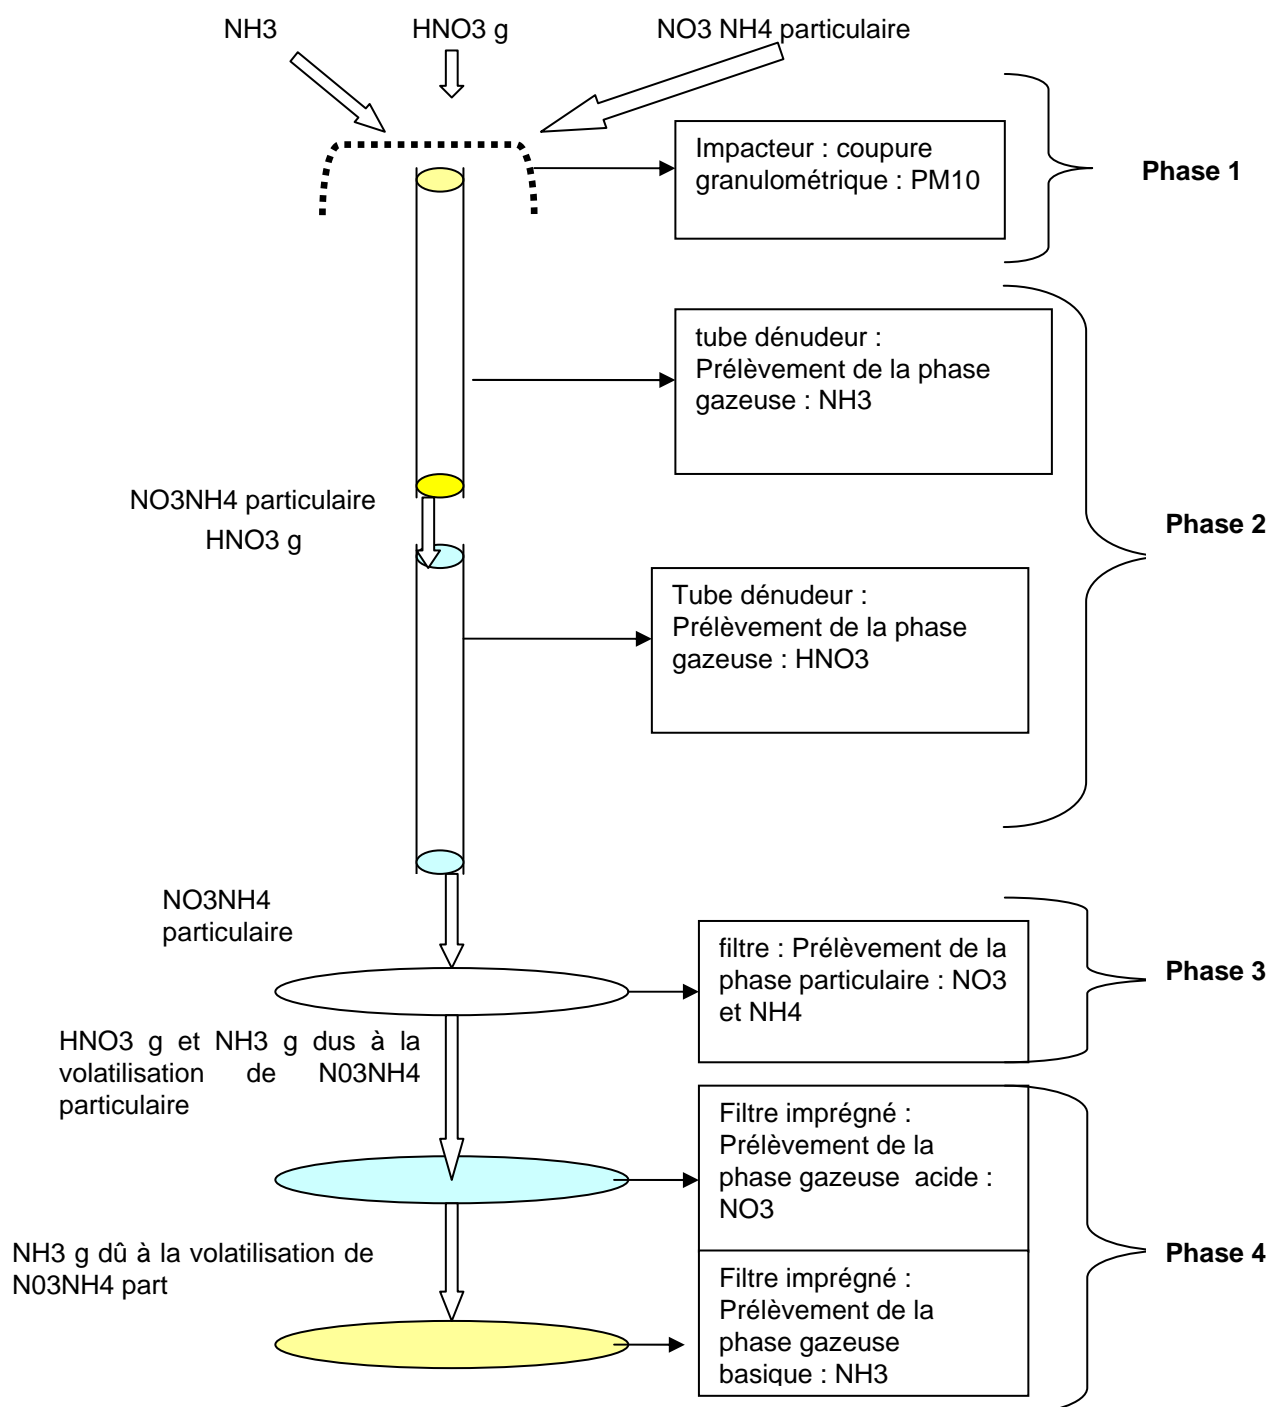 NH3
HNO3 g
NO3 NH4 particulaire
Impacteur : coupure
granulométrique : PM10
Phase 1
tube dénudeur :
Prélèvement de la phase
gazeuse : NH3
NO3NH4 particulaire
HNO3 g
Phase 2
Tube dénudeur :
Prélèvement de la phase
gazeuse : HNO3
NO3NH4
particulaire
filtre : Prélèvement de la
phase particulaire : NO3
et NH4
Phase 3
HNO3 g et NH3 g dus à la
volatilisation de N03NH4
particulaire
Filtre imprégné :
Prélèvement de la
phase gazeuse acide :
NO3
NH3 g dû à la volatilisation de
N03NH4 part
Phase 4
Filtre imprégné :
Prélèvement de la
phase gazeuse
basique : NH3